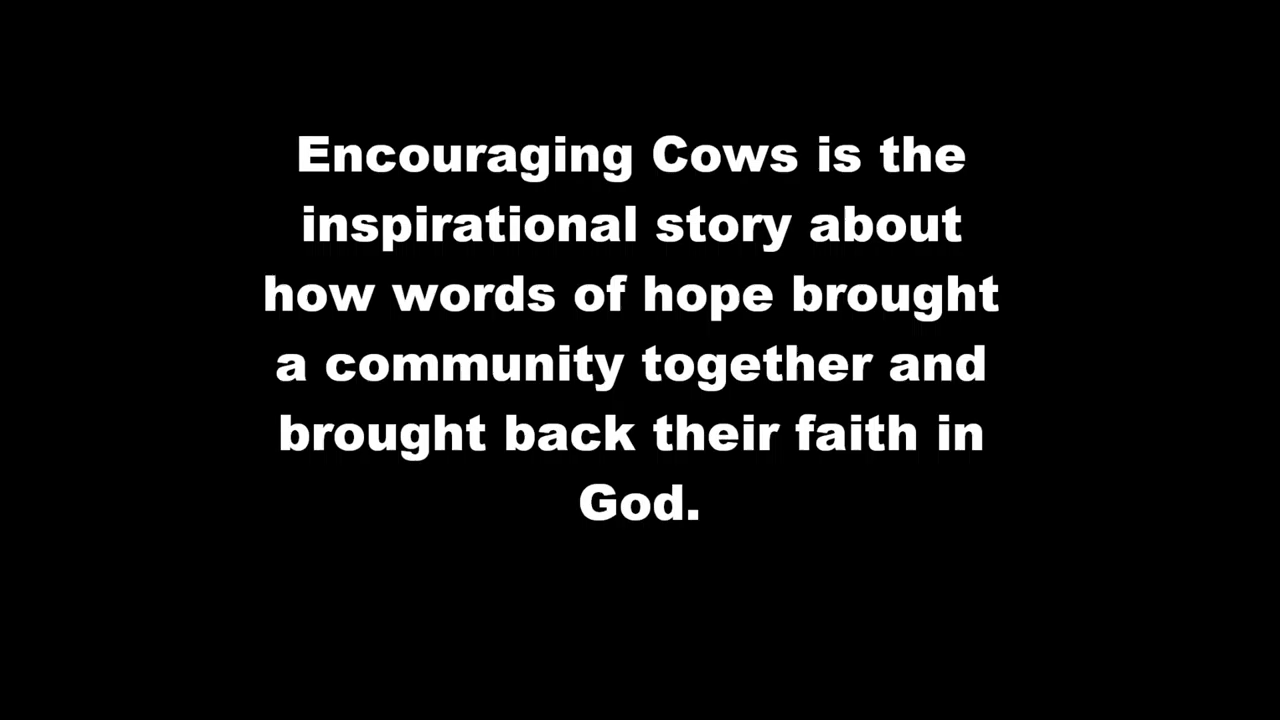 Encouraging Cows is the
inspirational story about
how words of hope brought
a community together and
brought back their faith in
God.